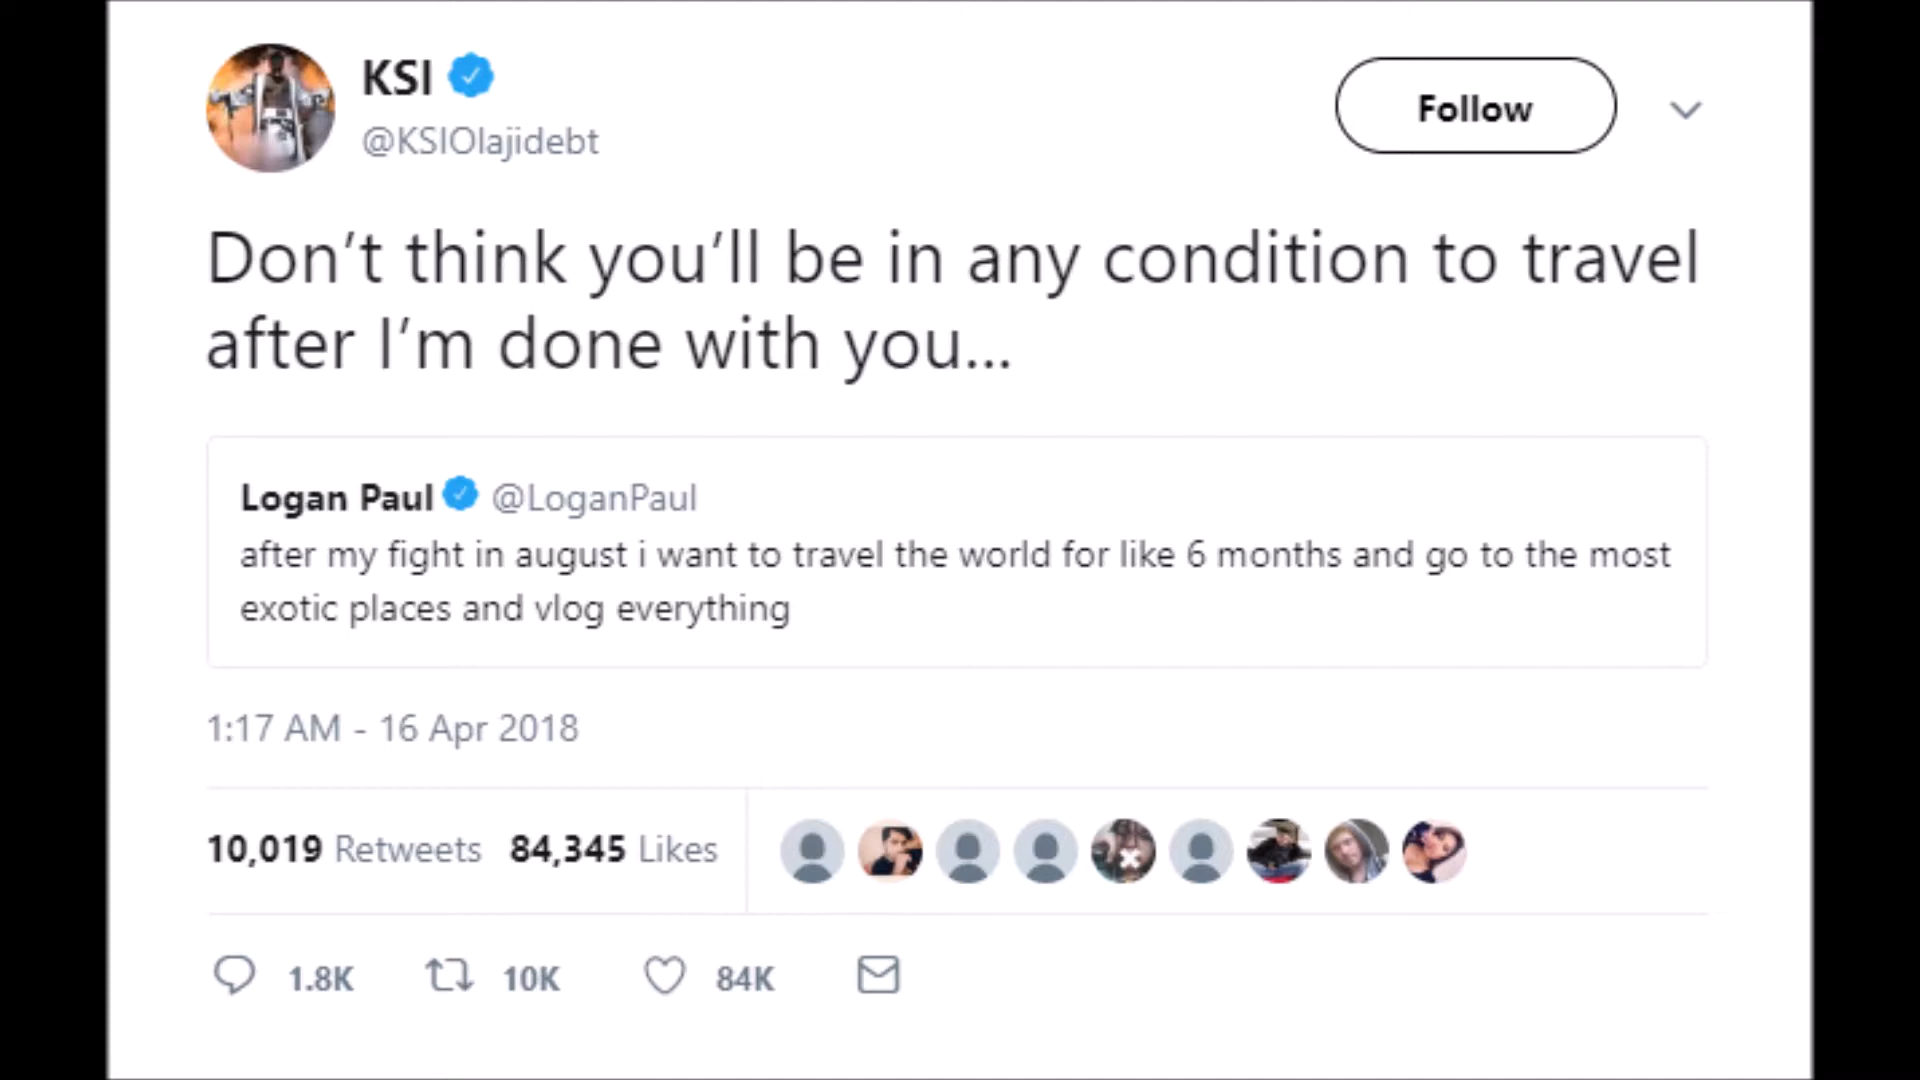 KSI
@KSIOlajidebt
Follow
Don’t think you’ll be in any condition to travel
after I’m done with you...
Logan Paul @LoganPaul
after my fight in august i want to travel the world for like 6 months and go to the most
exotic places and vlog everything
1:17 AM - 16 Apr 2018
10,019 Retweets 84,345 Likes
1.8K 10K 84K